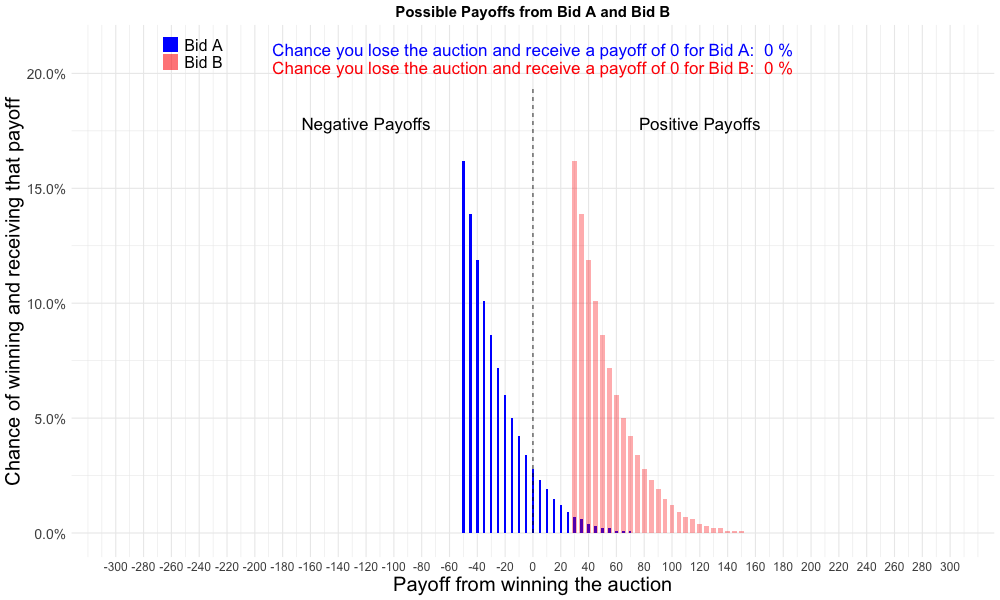 Possible Payoffs from Bid A and Bid B
Bid A
Bid B
Chance you lose the auction and receive a payoff of 0 for Bid A:  0 %
Chance you lose the auction and receive a payoff of 0 for Bid B:  0 %
Negative Payoffs
Positive Payoffs
Chance of winning and receiving that payoff
20.0%
15.0%
10.0%
5.0%
0.0%
-300 -280 -260 -240 -220 -200 -180 -160 -140 -120 -100 -80 -60 -40 -20 0 20 40 60 80 100 120 140 160 180 200 220 240 260 280 300
Payoff from winning the auction